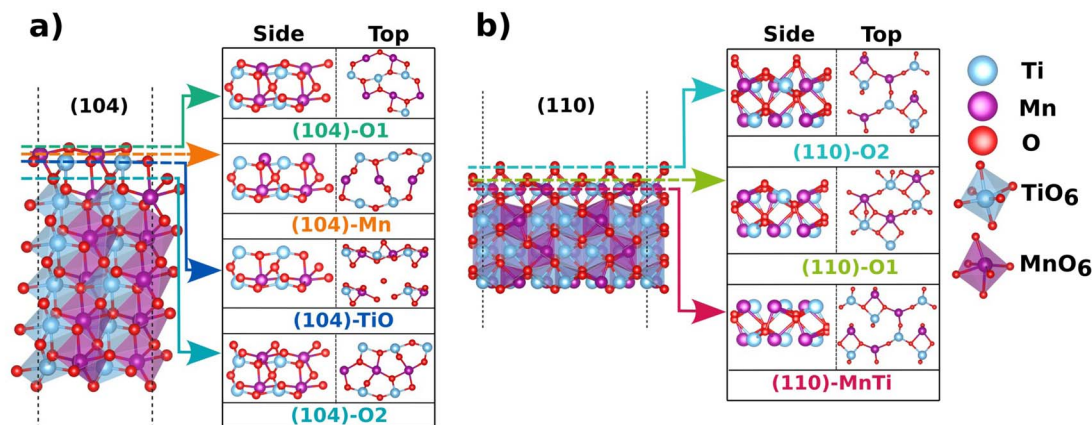 a)
(104)
Side Top
(104)-O1
(104)-Mn
(104)-TiO
(104)-O2
b)
(110)
Side Top
(110)-O2
(110)-O1
(110)-MnTi
Ti
Mn
O
TiO6
MnO6